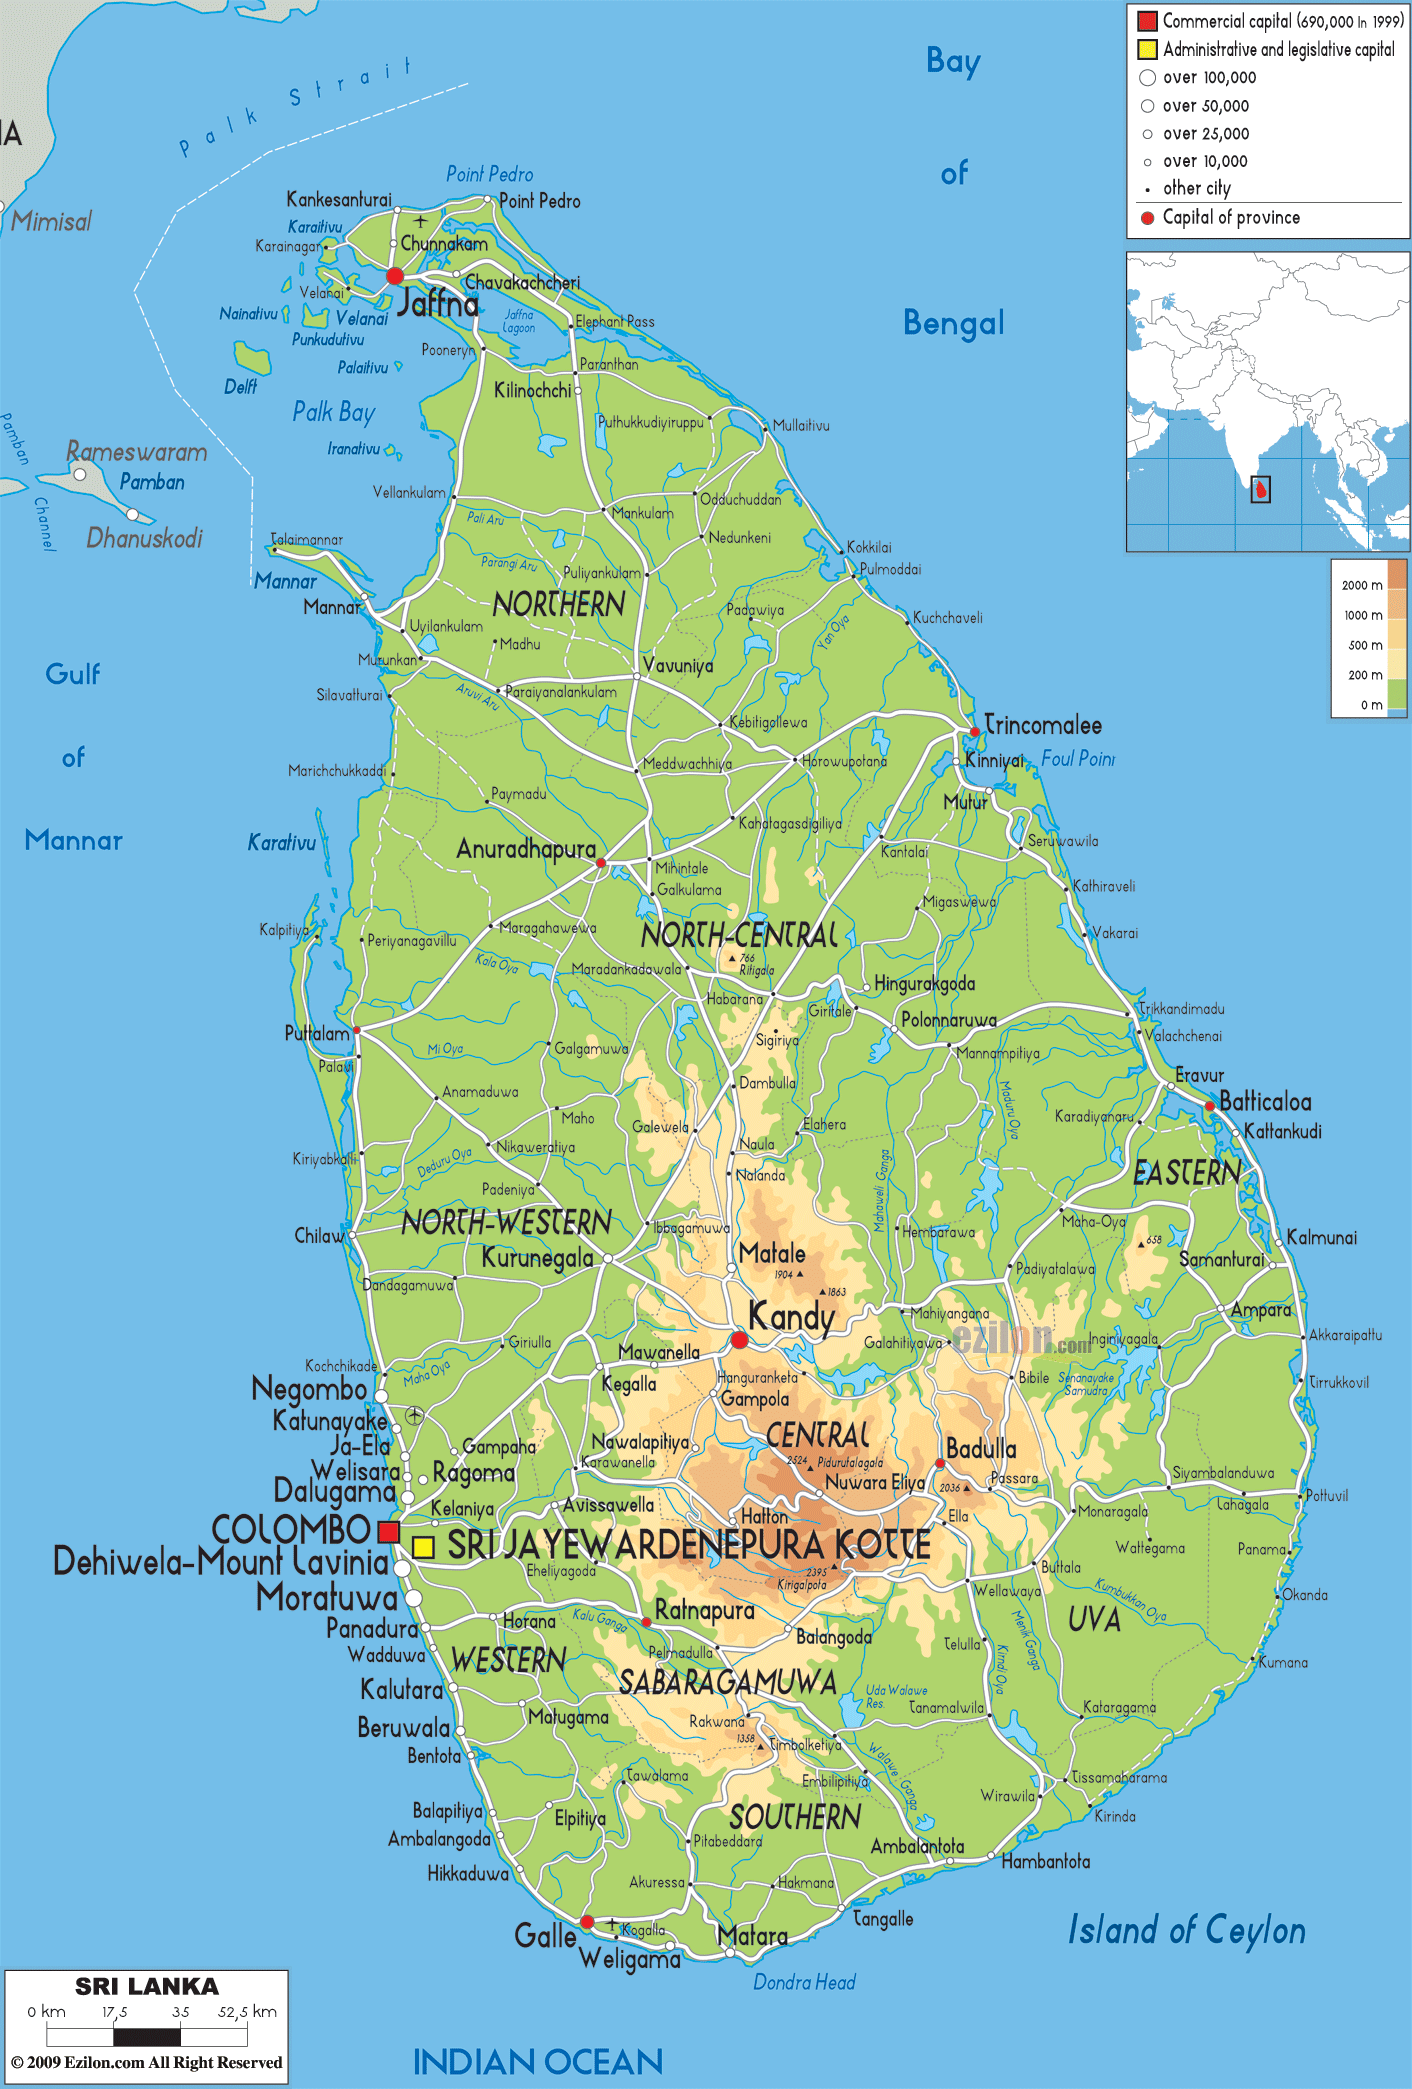 Commercial capital (690,000 In 1999)
Administrative and legislative capital
over 100,000
over 50,000
over 25,000
over 10,000
other city
Capital of province
2000 m
1000 m
500 m
200 m
0 m
Bay
of
Bengal
Palk Strait
IA
Mimisal
Point Pedro
Kankesanturai
Point Pedro
Karaitivu
Karainagar
Chunnakam
Chavakachcheri
Velanai
Jaffna
Nainativu
Velanai
Jaffna
Lagoon
Elephant Pass
Punkudutivu
Pooneryn
Palaitivu
Paranthan
Delft
Kilinochchi
Palk Bay
Puthukkudiyiruppu
Mullaitivu
Pamban
Channel
Rameswaram
Pamban
Iranativu
Vellankulam
Odduchuddan
Dhanuskodi
Pali Aru
Mankulam
Nedunkeni
Talaimannar
Kokkilai
Parangi Aru
Puliyankulam
Pulmoddai
Mannar
Mannar
NORTHERN
Padawiya
Yan Oya
Kuchchaveli
Uyilankulam
Madhu
Murunkan
Vavuniya
Gulf
of
Mannar
Silavatturai
Aruvi Aru
Paraiyanalankulam
Kebitigollewa
Trincomalee
Marichchukkaddi
Meddwachhiya
Horowupotana
Kinniyai
Foul Poinr
Paymadu
Mutur
Kahatagasdigiliya
Karativu
Anuradhapura
Kantalai
Seruwawila
Mihintale
Galkulama
Kathiraveli
Migaswewa
Kalpitiya
Periyanagavillu
Maragahawewa
NORTH-CENTRAL
Vakarai
Kala Oya
Maradankadawala
766
Ritigala
Habarana
Hingurakgoda
Giritale
Puttalam
Polonnaruwa
Trikkandimadu
Sigiriya
Valachchenai
Mi Oya
Galgamuwa
Mannampitiya
Palavi
Eravur
Anamaduwa
Dambulla
Maduru Oya
Batticaloa
Maho
Galewela
Elahera
Karadiyanaru
Kattankudi
Kiriyabkalli
Deduru Oya
Nikaweratiya
Naula
Nalanda
Mahaweli Ganga
EASTERN
Padeniya
NORTH-WESTERN
Ibbagamuwa
Maha-Oya
Chilaw
Hembarawa
658
Kalmunai
Kurunegala
Matale
Samanturai
1904
1863
Padiyatalawa
Dandagamuwa
Kandy
Mahiyangana
Ampara
Giriulla
Galahitiyawa
ezilon.com
Inginiyagala
Akkaraipattu
Kochchikade
Maha Oya
Mawanella
Hanguranketa
Bibile
Senanayake
Samudra
Tirrukkovil
Negombo
Kegalla
Gampola
Katunayake
CENTRAL
Ja-Ela
Gampaha
Nawalapitiya
Badulla
Welisara
Ragoma
Karawanella
2524
Pidurutalagala
Passara
Siyambalanduwa
Dalugama
Nuwara Eliya
2036
Lahagala
Pottuvil
Kelaniya
Avissawella
Hatton
Ella
Monaragala
COLOMBO
SRI JAYEWARDENEPURA KOTTE
Wattegama
Panama
Dehiwela-Mount Lavinia
Eheliyagoda
2395
Kirigalpota
Buttala
Wellawaya
Kumbukkan Oya
Okanda
Moratuwa
Kalu Ganga
Ratnapura
Menik Ganga
UVA
Panadura
Horana
Balangoda
Telulla
Kirindi Oya
Wadduwa
WESTERN
Pelmadulla
Kumana
Kalutara
SABARAGAMUWA
Uda Walawe
Res.
Tanamalwila
Kataragama
Beruwala
Matugama
Rakwana
1358
Timbolketiya
Bentota
Walawe Ganga
Tawalama
Embilipitiya
Tissamaharama
Wirawila
Balapitiya
Elpitiya
SOUTHERN
Kirinda
Ambalangoda
Pitabeddard
Ambalantota
Hambantota
Hikkaduwa
Akuressa
Hakmana
Galle
Kogalla
Tangalle
Island of Ceylon
Weligama
Matara
Dondra Head
SRI LANKA
0 km 17,5 35 52,5 km
© 2009 Ezilon.com All Right Reserved
INDIAN OCEAN